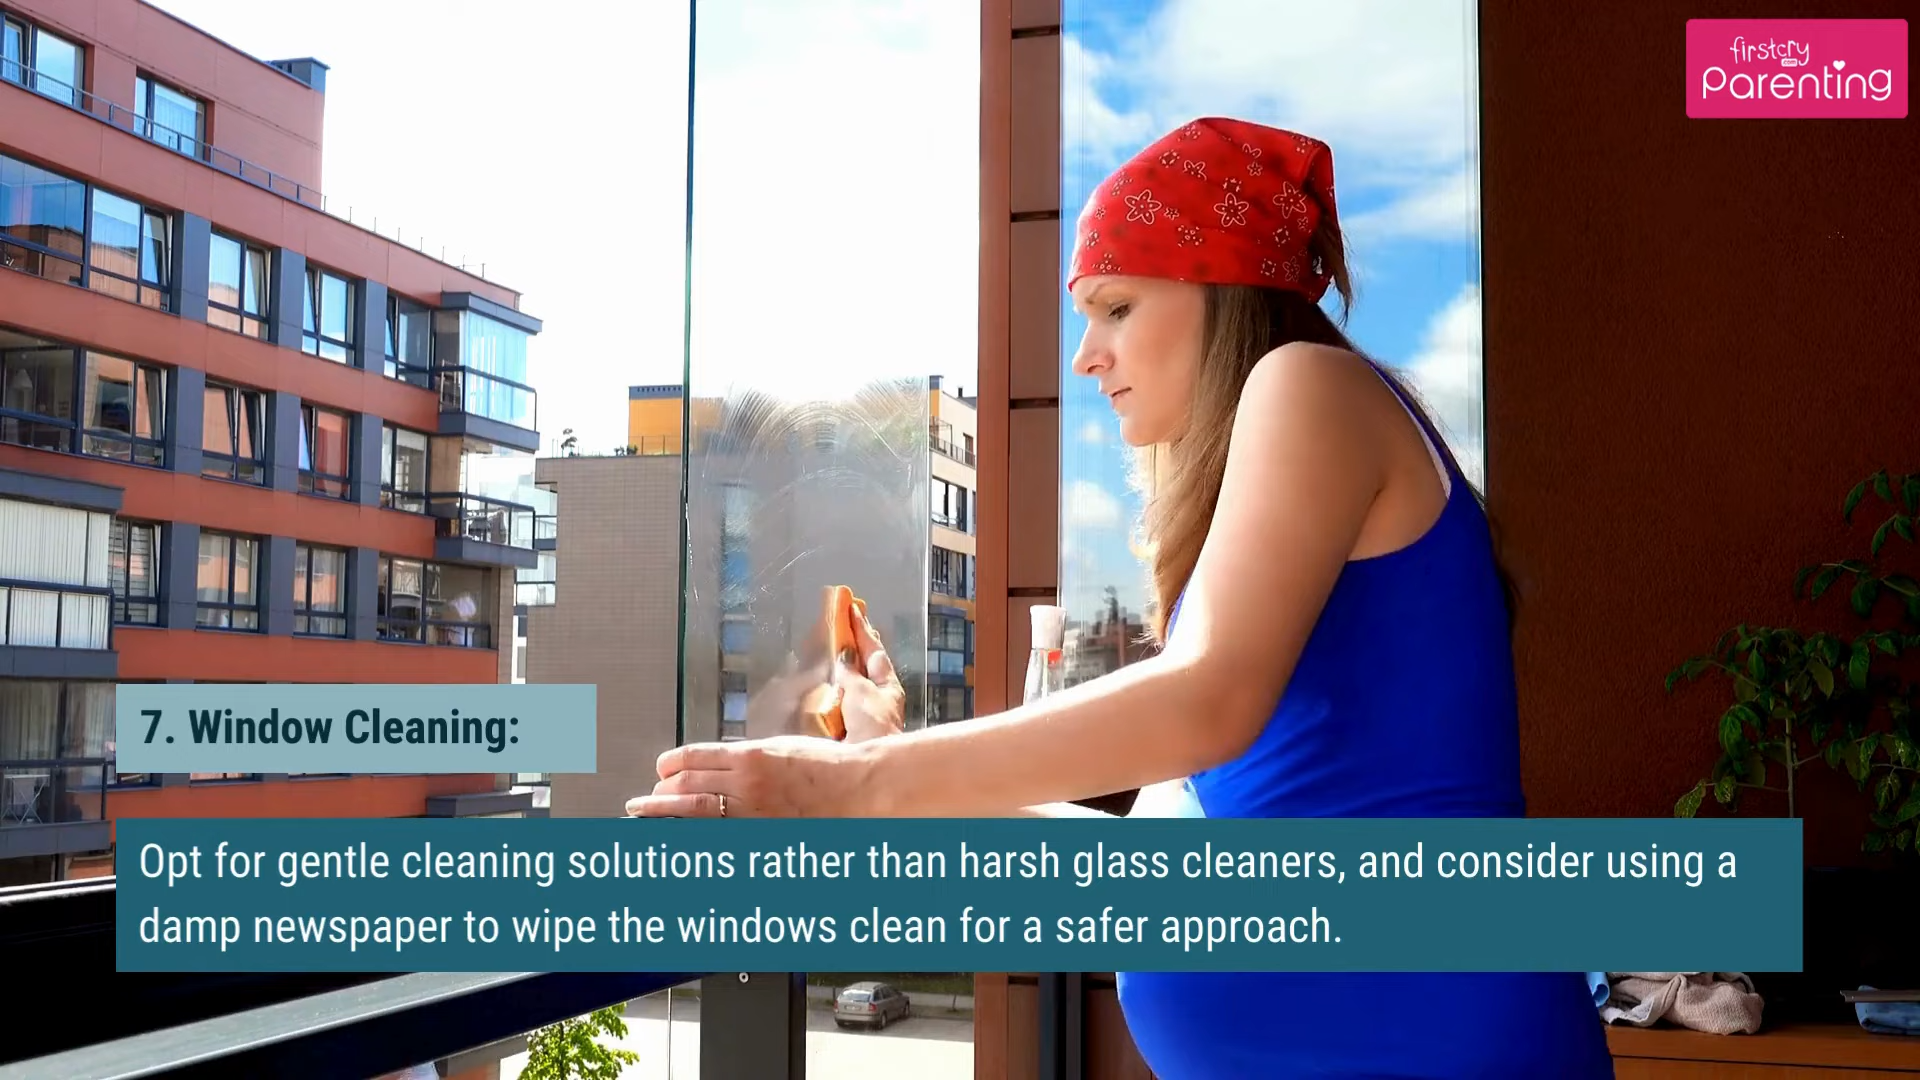 firstcry
.com
Parenting
7. Window Cleaning:
Opt for gentle cleaning solutions rather than harsh glass cleaners, and consider using a
damp newspaper to wipe the windows clean for a safer approach.